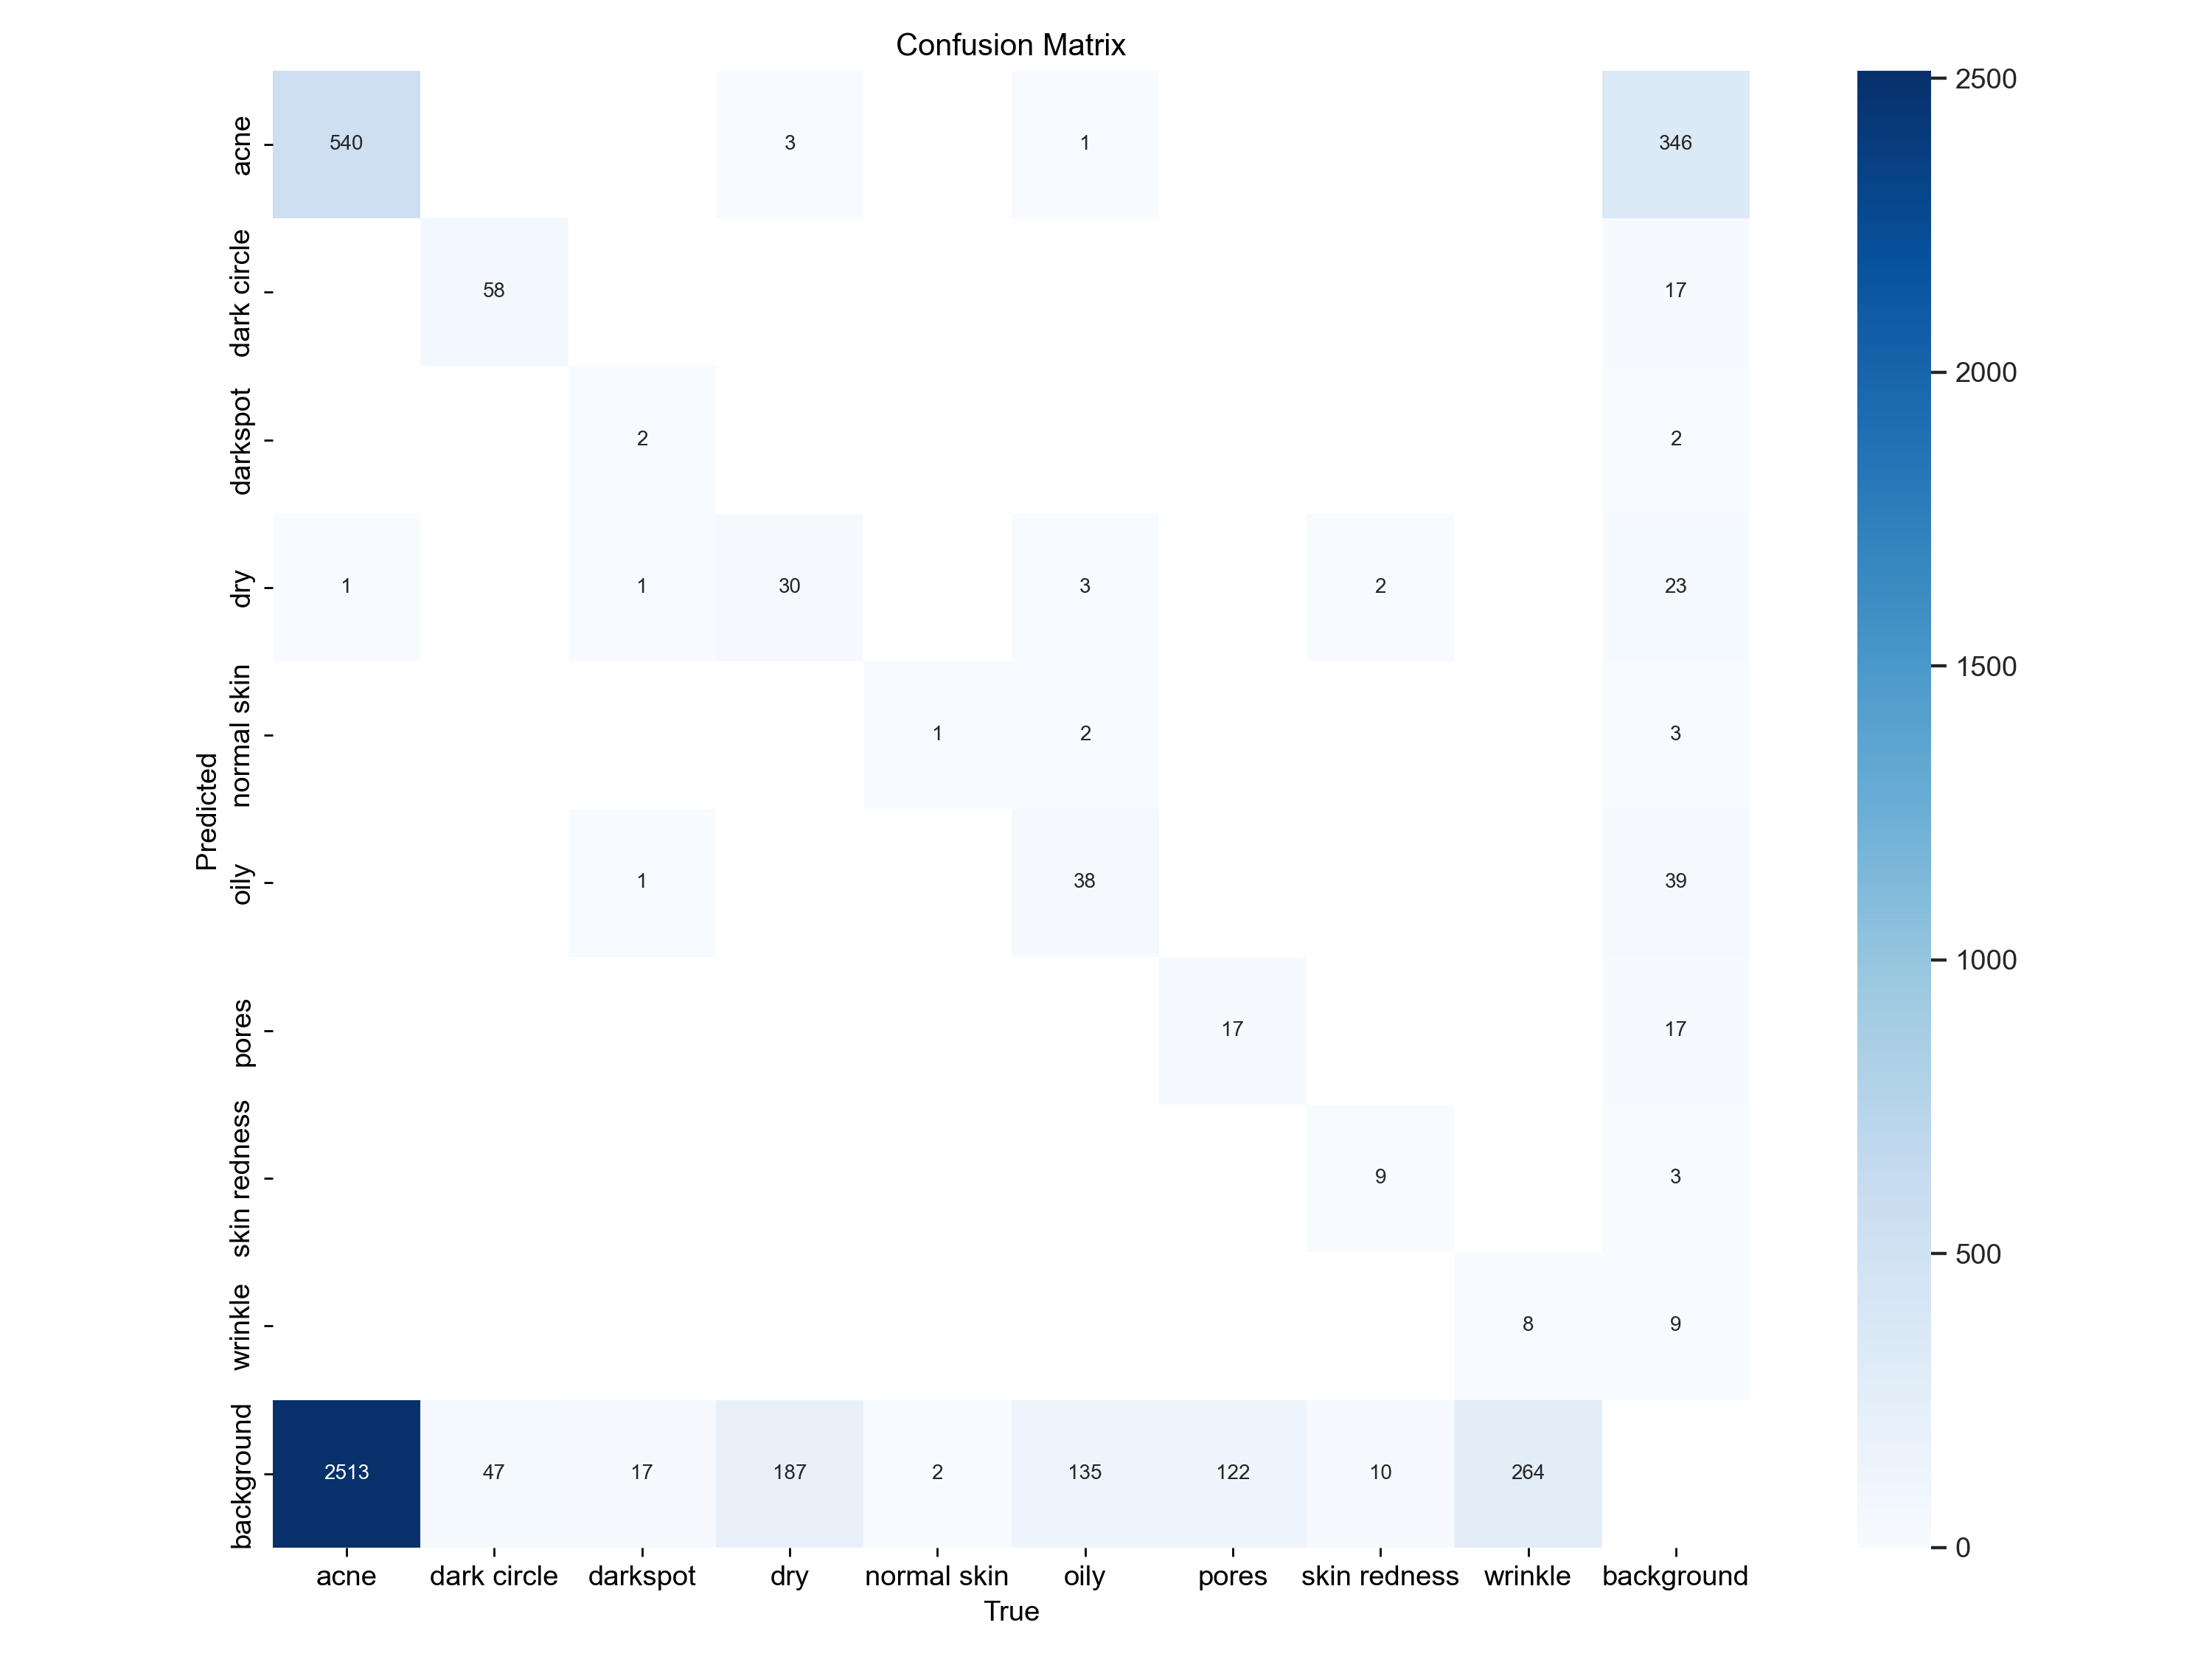 Confusion Matrix
acne
540
3
1
346
2500
dark circle
58
17
2000
darkspot
2
2
dry
1
1
30
3
2
23
1500
normal skin
1
2
3
Predicted
oily
1
38
39
1000
pores
17
17
skin redness
9
3
500
wrinkle
8
9
background
2513
47
17
187
2
135
122
10
264
0
acne
dark circle
darkspot
dry
normal skin
oily
pores
skin redness
wrinkle
background
True